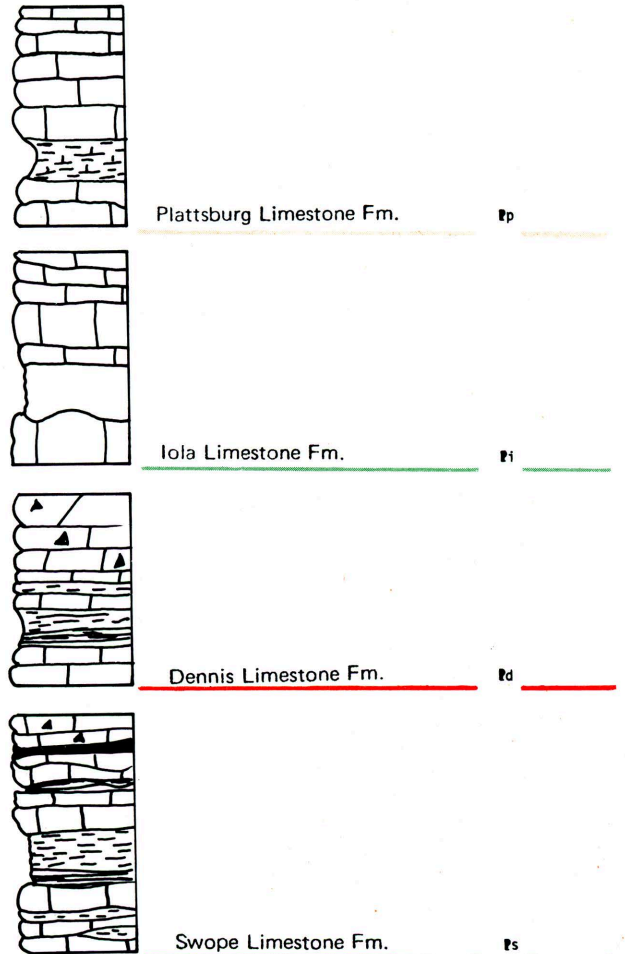 Plattsburg Limestone Fm. ℙp
Iola Limestone Fm. ℙi
Dennis Limestone Fm. ℙd
Swope Limestone Fm. ℙs